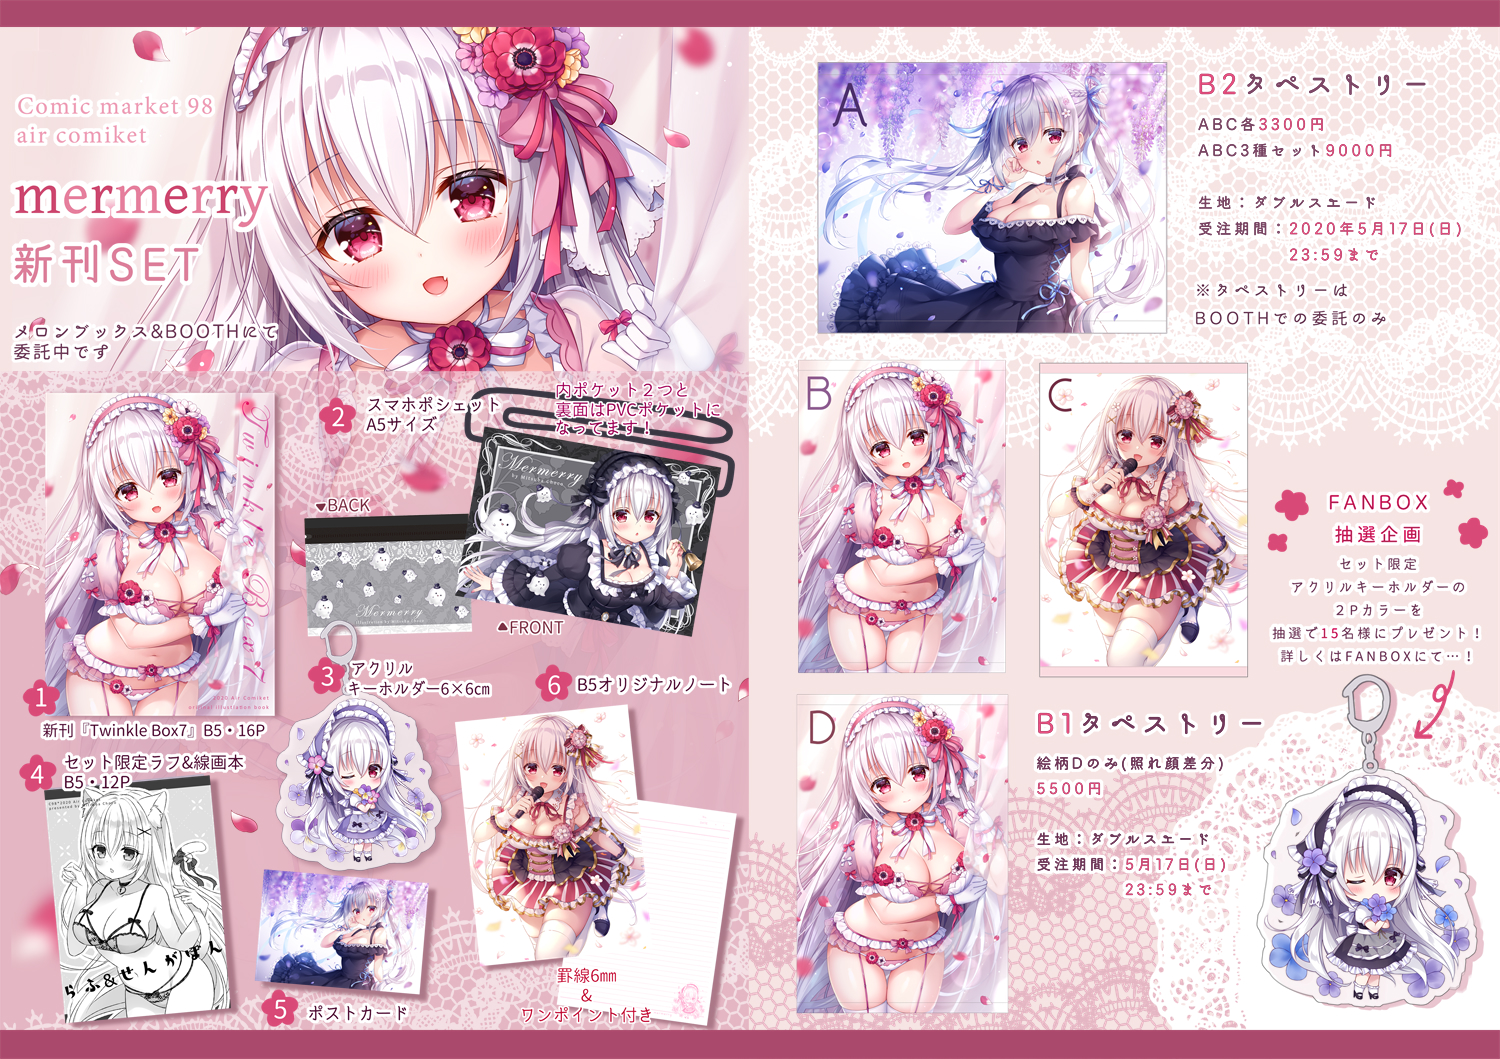 Comic market 98
air comiket
mermerry
新刊SET
メロンブックス&BOOTHにて
委託中です
Twinkle Box7
2020 Air Comiket
original illustration book
1
新刊『Twinkle Box7』B5・16P
2
スマホポシェット
A5サイズ
内ポケット２つと
裏面はPVCポケットに
なってます！
▼BACK
Mermerry
Mermerry
by Mitsuba Choco
▲FRONT
3
アクリル
キーホルダー6×6㎝
4
セット限定ラフ&線画本
B5・12P
らふ&せんがぼん
5
ポストカード
6
B5オリジナルノート
罫線6㎜
&
ワンポイント付き
A
B2タペストリー
ABC各3300円
ABC3種セット9000円
生地：ダブルスエード
受注期間：2020年5月17日(日)
23:59まで
※タペストリーは
BOOTHでの委託のみ
B
C
FANBOX
抽選企画
セット限定
アクリルキーホルダーの
２Pカラーを
抽選で15名様にプレゼント！
詳しくはFANBOXにて…！
D
B1タペストリー
絵柄Dのみ(照れ顔差分)
5500円
生地：ダブルスエード
受注期間：5月17日(日)
23:59まで